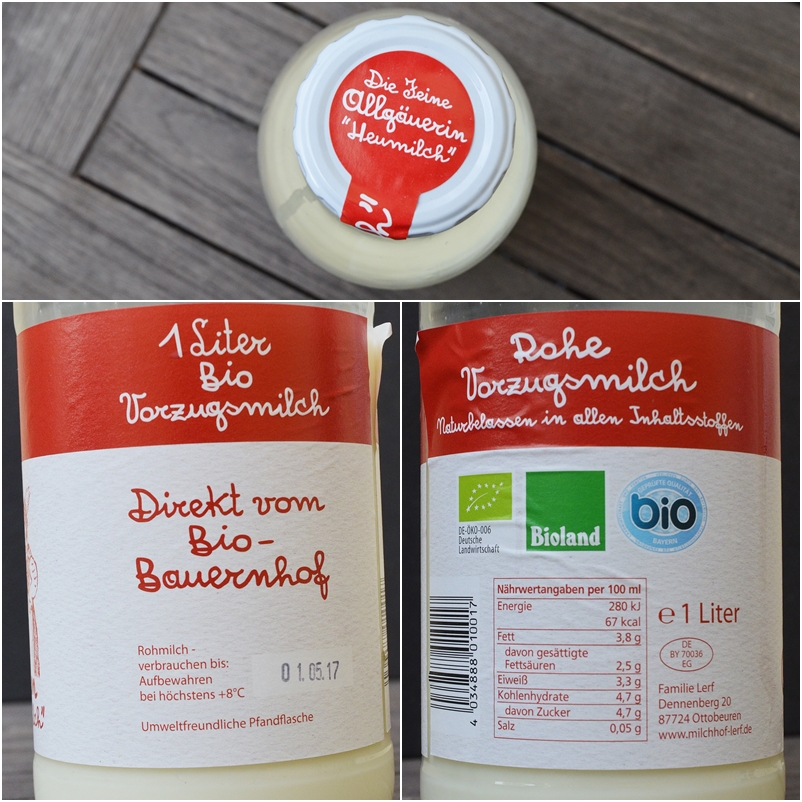 Die Feine
Allgäuerin
"Heumilch"
1 Liter
Bio
Vorzugsmilch
Direkt vom
Bio-
Bauernhof
Rohmilch -
verbrauchen bis:
Aufbewahren
bei höchstens +8°C
01.05.17
Umweltfreundliche Pfandflasche
Rohe
Vorzugsmilch
Naturbelassen in allen Inhaltsstoffen
DE-ÖKO-006
Deutsche
Landwirtschaft
Bioland
GEPRÜFTE QUALITÄT
bio
BAYERN
Nährwertangaben per 100 ml
Energie 280 kJ
67 kcal
Fett 3,8 g
davon gesättigte
Fettsäuren 2,5 g
Eiweiß 3,3 g
Kohlenhydrate 4,7 g
davon Zucker 4,7 g
Salz 0,05 g
4 034888 010017
℮ 1 Liter
DE
BY 70036
EG
Familie Lerf
Dennenberg 20
87724 Ottobeuren
www.milchhof-lerf.de